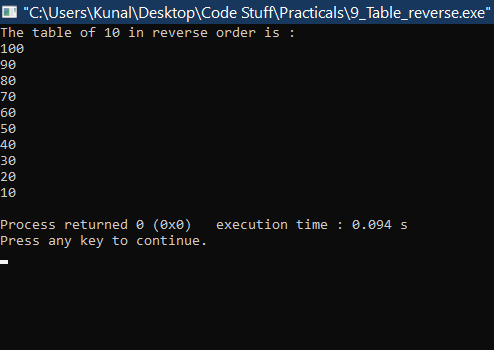 "C:\Users\Kunal\Desktop\Code Stuff\Practicals\9_Table_reverse.exe"
The table of 10 in reverse order is :
100
90
80
70
60
50
40
30
20
10
Process returned 0 (0x0)   execution time : 0.094 s
Press any key to continue.